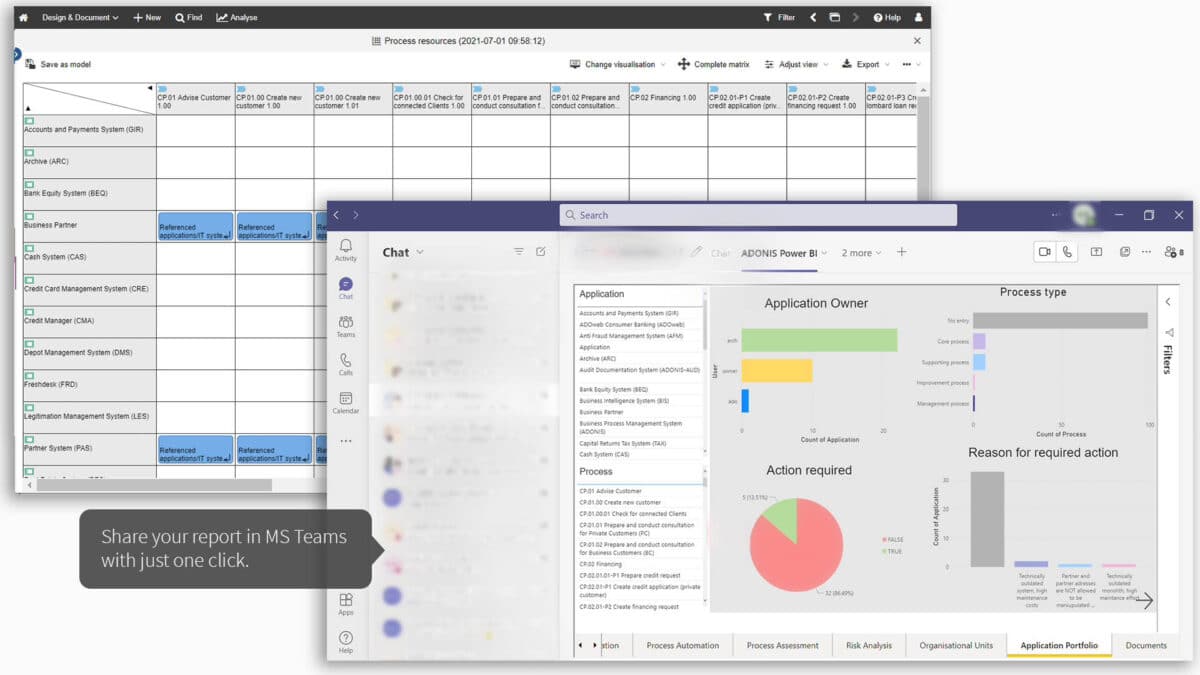 Design & Document
New
Find
Analyse
Filter
Help
Process resources (2021-07-01 09:58:12)
Save as model
Change visualisation
Complete matrix
Adjust view
Export
CP.01 Advise Customer
1.00
CP.01.00 Create new
customer 1.00
CP.01.00 Create new
customer 1.01
CP.01.00.01 Check for
connected Clients 1.00
CP.01.01 Prepare and
conduct consultation f...
CP.01.02 Prepare and
conduct consultation...
CP.02 Financing 1.00
CP.02.01-P1 Create
credit application (priv...
CP.02.01-P2 Create
financing request 1.00
CP.02.01-P3 Cr
lombard loan re
Accounts and Payments System (GIR)
Archive (ARC)
Bank Equity System (BEQ)
Business Partner
Referenced
applications/IT syste
Referenced
applications/IT syste
Cash System (CAS)
Credit Card Management System (CRE)
Credit Manager (CMA)
Depot Management System (DMS)
Freshdesk (FRD)
Legitimation Management System (LES)
Partner System (PAS)
Referenced
applications/IT syste
Referenced
applications/IT syste
Share your report in MS Teams
with just one click.
Search
Activity
Chat
Teams
Calls
Calendar
Apps
Help
Chat
Chat
ADONIS Power BI
2 more
8
Application
Accounts and Payments System (GIR)
ADOweb Consumer Banking (ADOweb)
Anti Fraud Management System (AFM)
Application
Archive (ARC)
Audit Documentation System (ADONIS-AUD)
Bank Equity System (BEQ)
Business Intelligence System (BIS)
Business Partner
Business Process Management System
(ADONIS)
Capital Returns Tax System (TAX)
Cash System (CAS)
Process
CP.01 Advise Customer
CP.01.00 Create new customer
CP.01.00.01 Check for connected Clients
CP.01.01 Prepare and conduct consultation
for Private Customers (PC)
CP.01.02 Prepare and conduct consultation
for Business Customers (BC)
CP.02 Financing
CP.02.01.01-P1 Prepare credit request
CP.02.01-P1 Create credit application (private
customer)
CP.02.01-P2 Create financing request
Application Owner
User
owner
0
10
20
Count of Application
Process type
No entry
Core process
Supporting process
Improvement process
Management process
0
50
100
Count of Process
Action required
5 (13.51%)
32 (86.49%)
FALSE
TRUE
Reason for required action
Count of Application
30
20
10
0
Technically
outdated
system, high
maintenance
costs
Partner and
partner adresses
are NOT allowed
to be
maniupulated ...
Technically
outdated
monolith, high
maintance effort
Filters
Process Automation
Process Assessment
Risk Analysis
Organisational Units
Application Portfolio
Documents